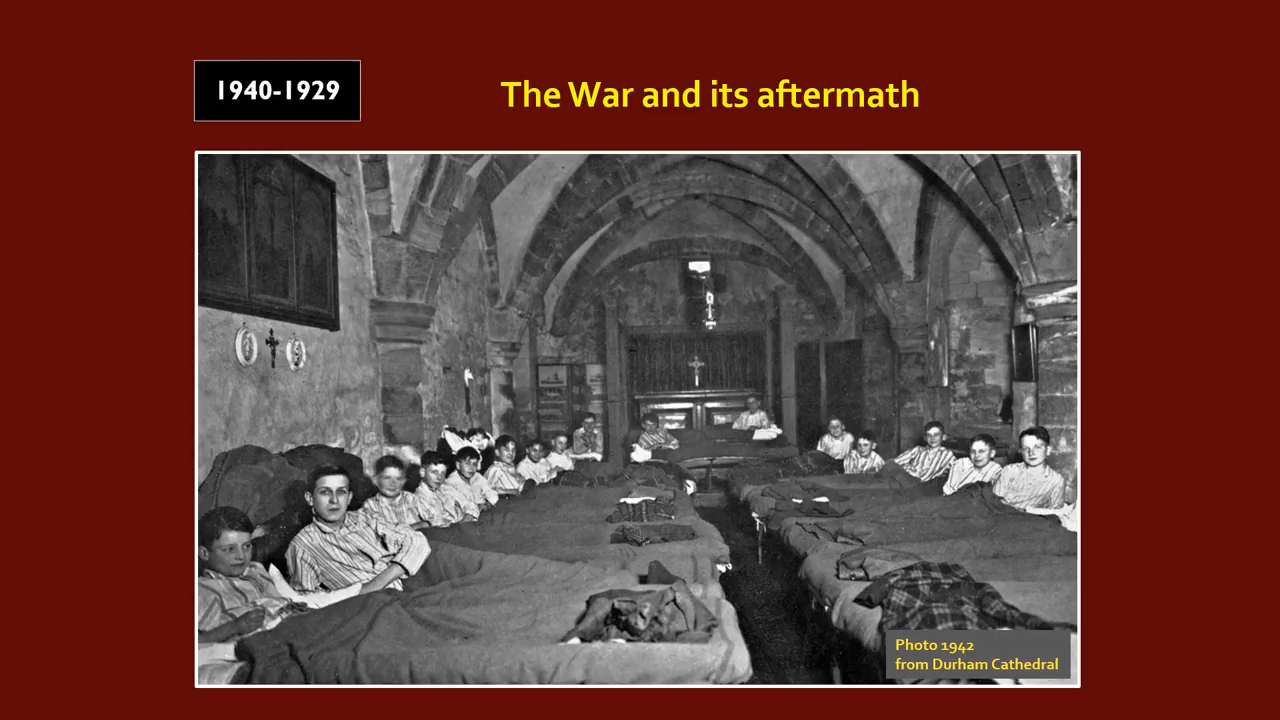 1940-1929
The War and its aftermath
Photo 1942
from Durham Cathedral